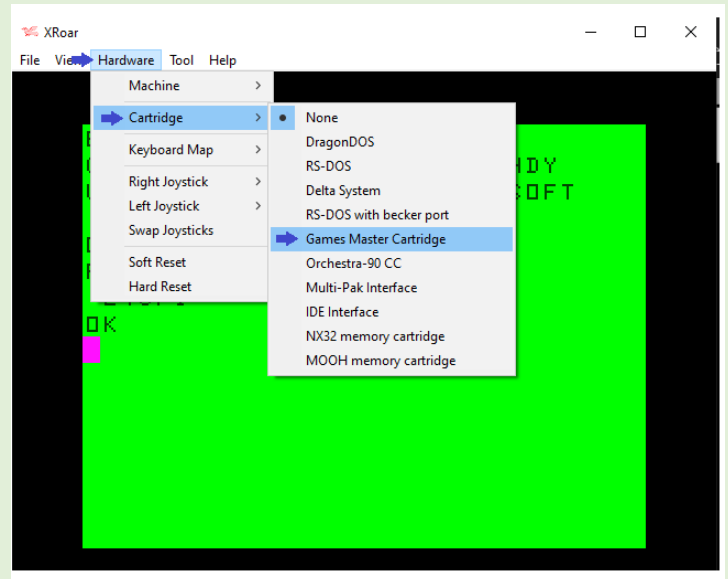 XRoar
File View Hardware Tool Help
Machine
Cartridge
Keyboard Map
Right Joystick
Left Joystick
Swap Joysticks
Soft Reset
Hard Reset
None
DragonDOS
RS-DOS
Delta System
RS-DOS with becker port
Games Master Cartridge
Orchestra-90 CC
Multi-Pak Interface
IDE Interface
NX32 memory cartridge
MOOH memory cartridge
OK